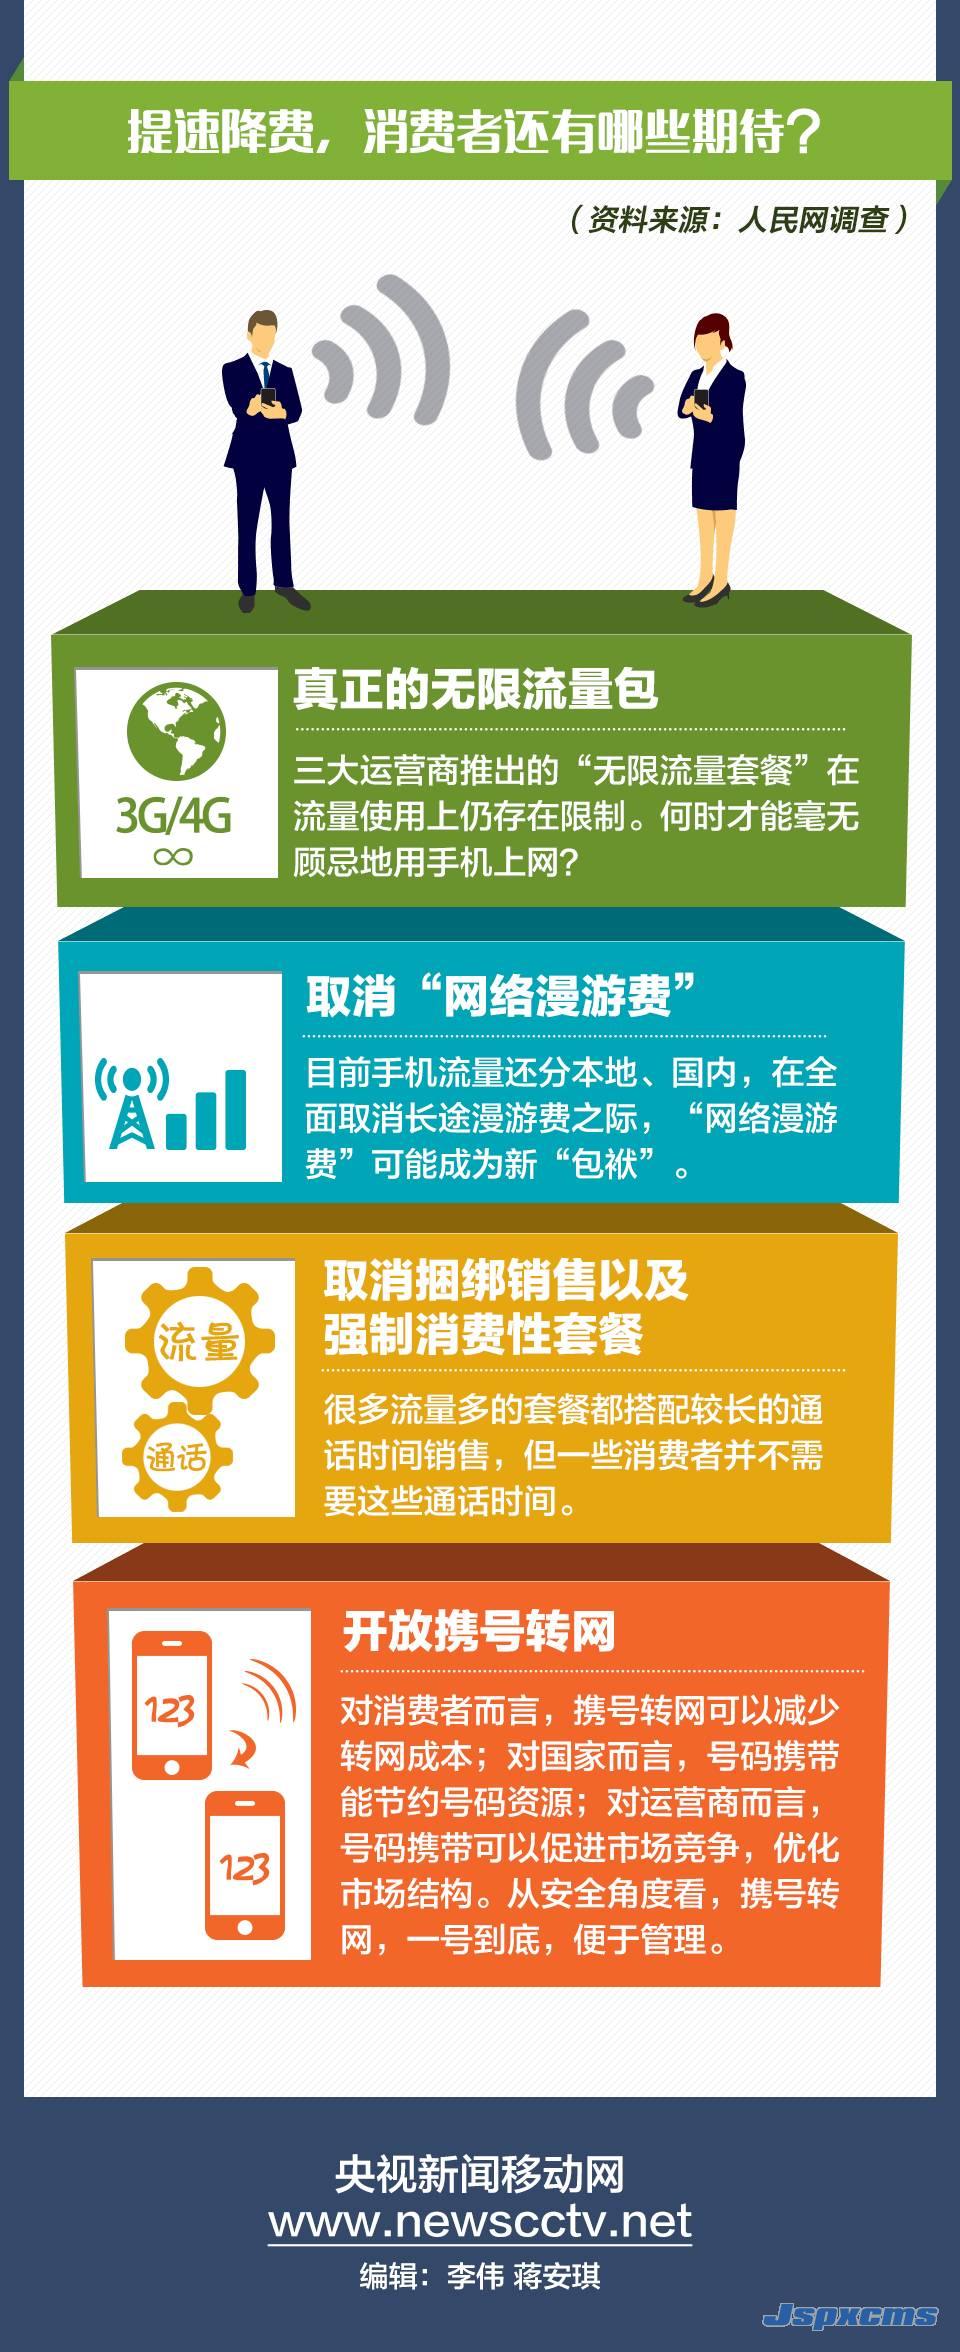 提速降费，消费者还有哪些期待？
（资料来源：人民网调查）
真正的无限流量包
三大运营商推出的“无限流量套餐”在
流量使用上仍存在限制。何时才能毫无
顾忌地用手机上网？
3G/4G
∞
取消“网络漫游费”
目前手机流量还分本地、国内，在全
面取消长途漫游费之际，“网络漫游
费”可能成为新“包袱”。
取消捆绑销售以及
强制消费性套餐
流量
通话
很多流量多的套餐都搭配较长的通
话时间销售，但一些消费者并不需
要这些通话时间。
开放携号转网
123
123
对消费者而言，携号转网可以减少
转网成本；对国家而言，号码携带
能节约号码资源；对运营商而言，
号码携带可以促进市场竞争，优化
市场结构。从安全角度看，携号转
网，一号到底，便于管理。
央视新闻移动网
www.newscctv.net
编辑：李伟 蒋安琪
Jspxcms